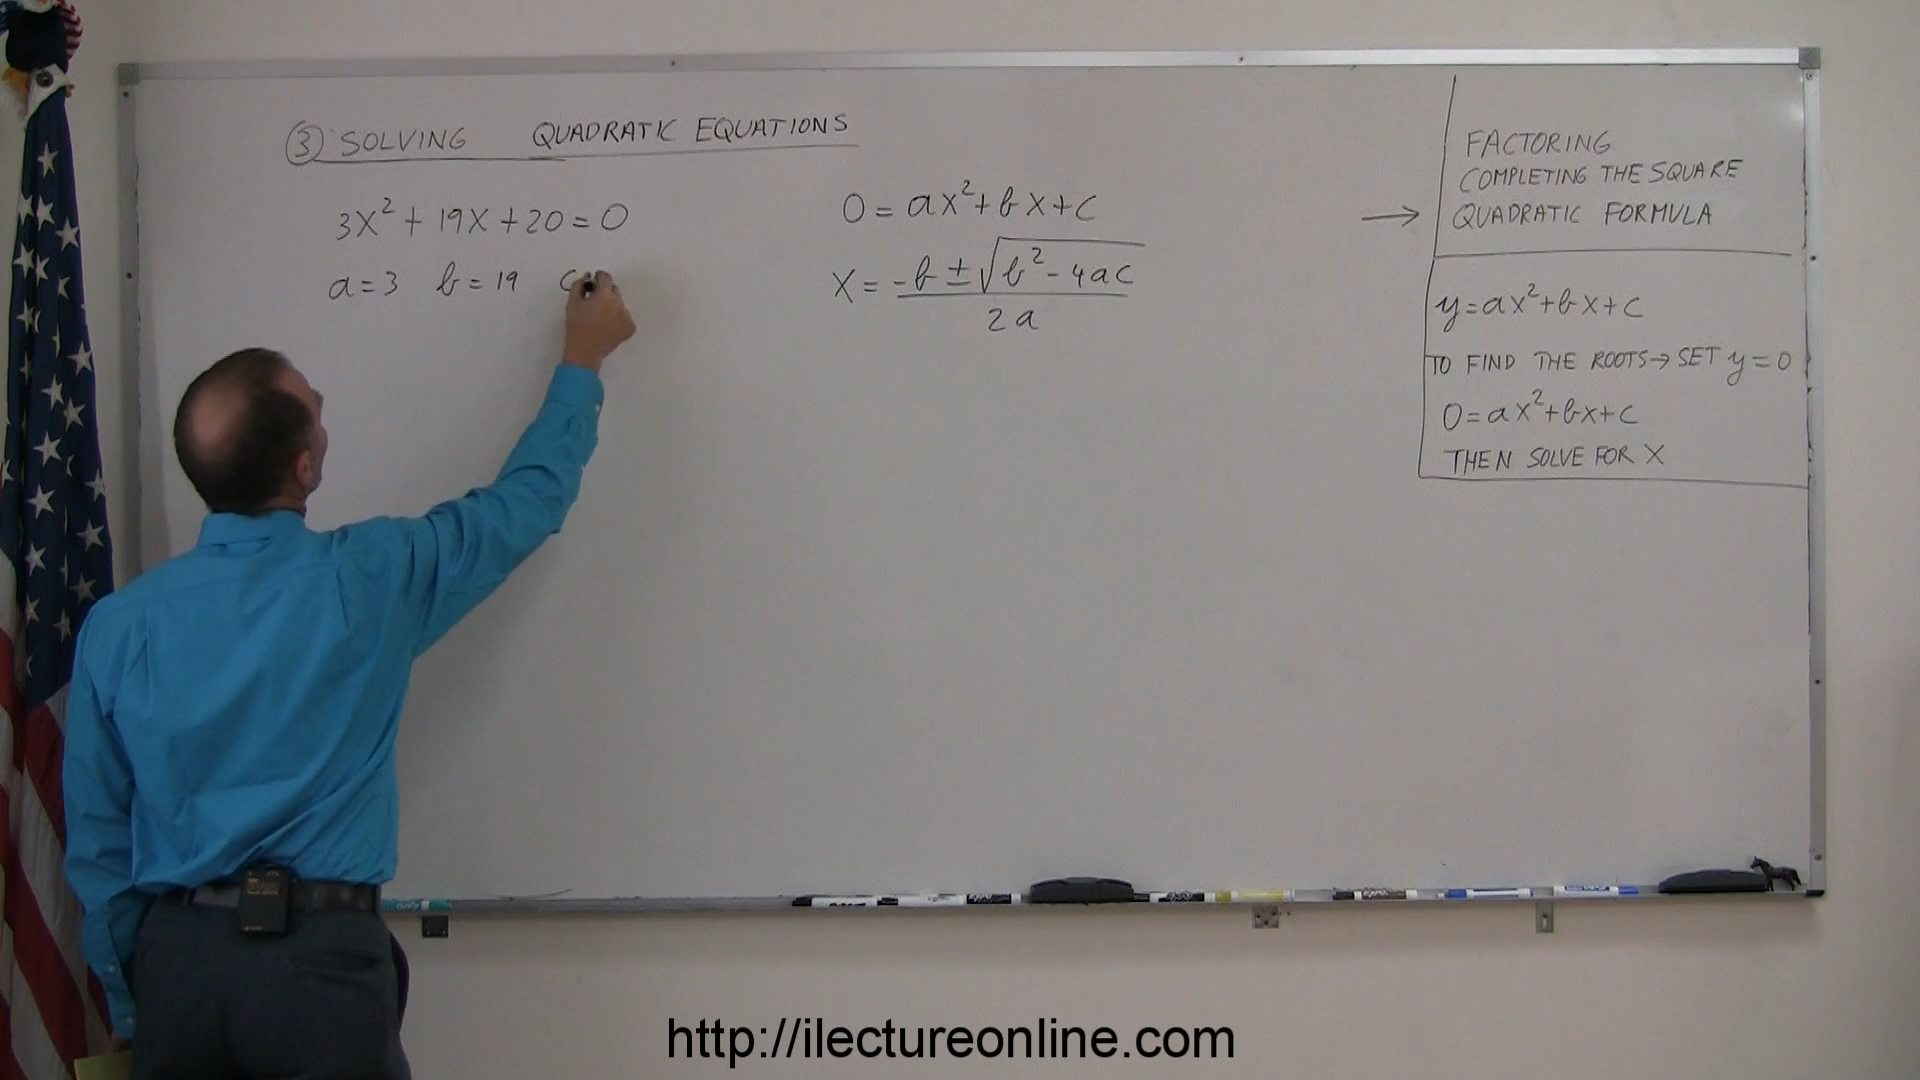 ③ SOLVING QUADRATIC EQUATIONS
3X² + 19X + 20 = 0
a = 3 b = 19 c
0 = ax² + bx + c
X = -b ± √b² - 4ac
2a
FACTORING
COMPLETING THE SQUARE
→ QUADRATIC FORMULA
y = ax² + bx + c
TO FIND THE ROOTS → SET y = 0
0 = ax² + bx + c
THEN SOLVE FOR X
http://ilectureonline.com